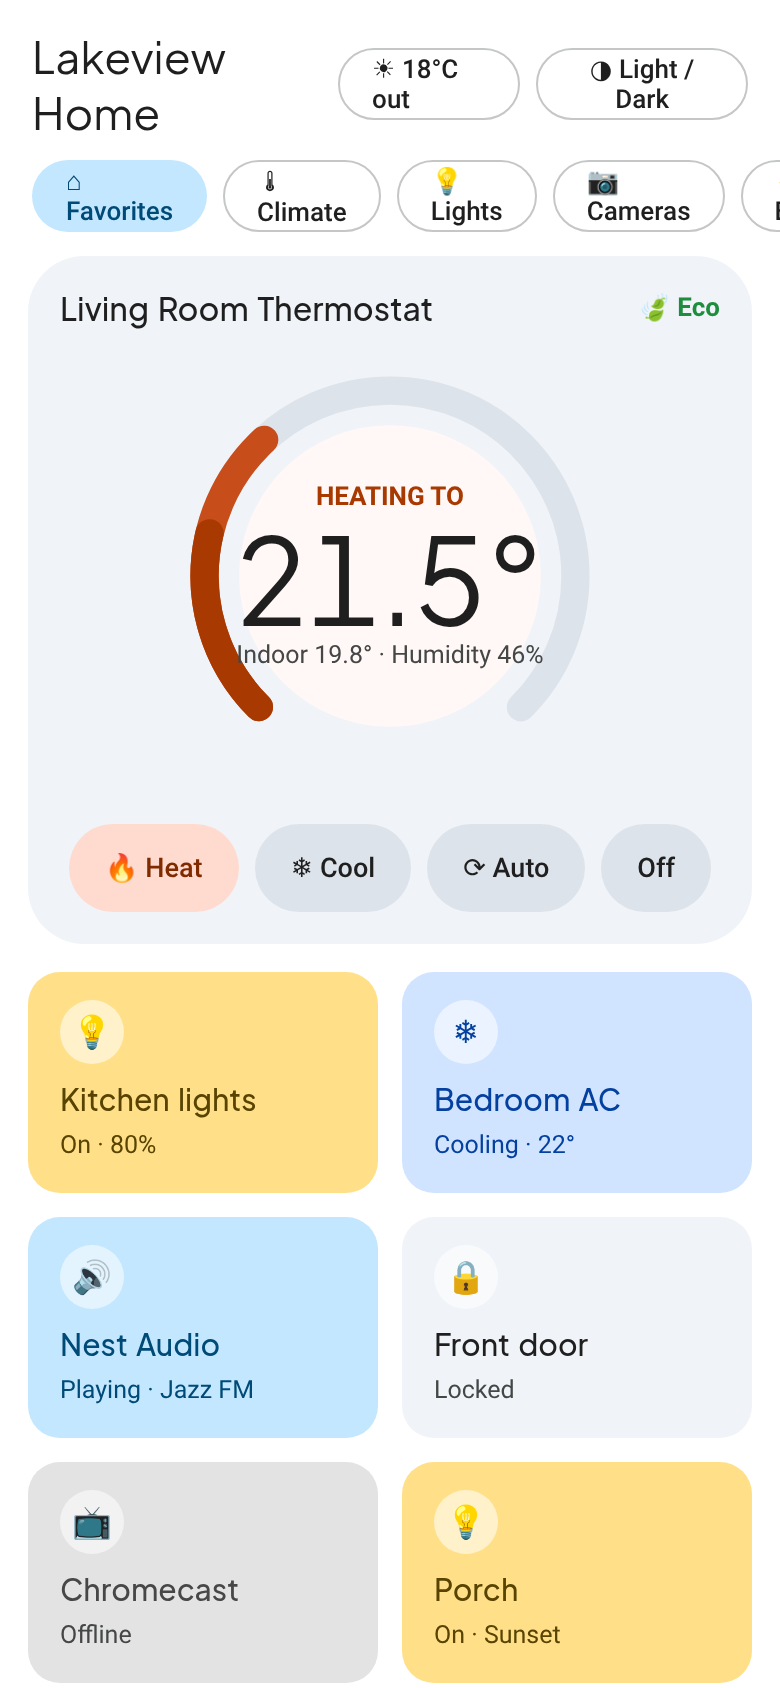 Lakeview
Home
☀ 18°C
out
◑ Light /
Dark
⌂
Favorites
🌡
Climate
💡
Lights
📷
Cameras
Living Room Thermostat
🍃 Eco
HEATING TO
21.5°
Indoor 19.8° · Humidity 46%
🔥 Heat
❄ Cool
⟳ Auto
Off
💡
Kitchen lights
On · 80%
❄
Bedroom AC
Cooling · 22°
🔊
Nest Audio
Playing · Jazz FM
🔒
Front door
Locked
📺
Chromecast
Offline
💡
Porch
On · Sunset